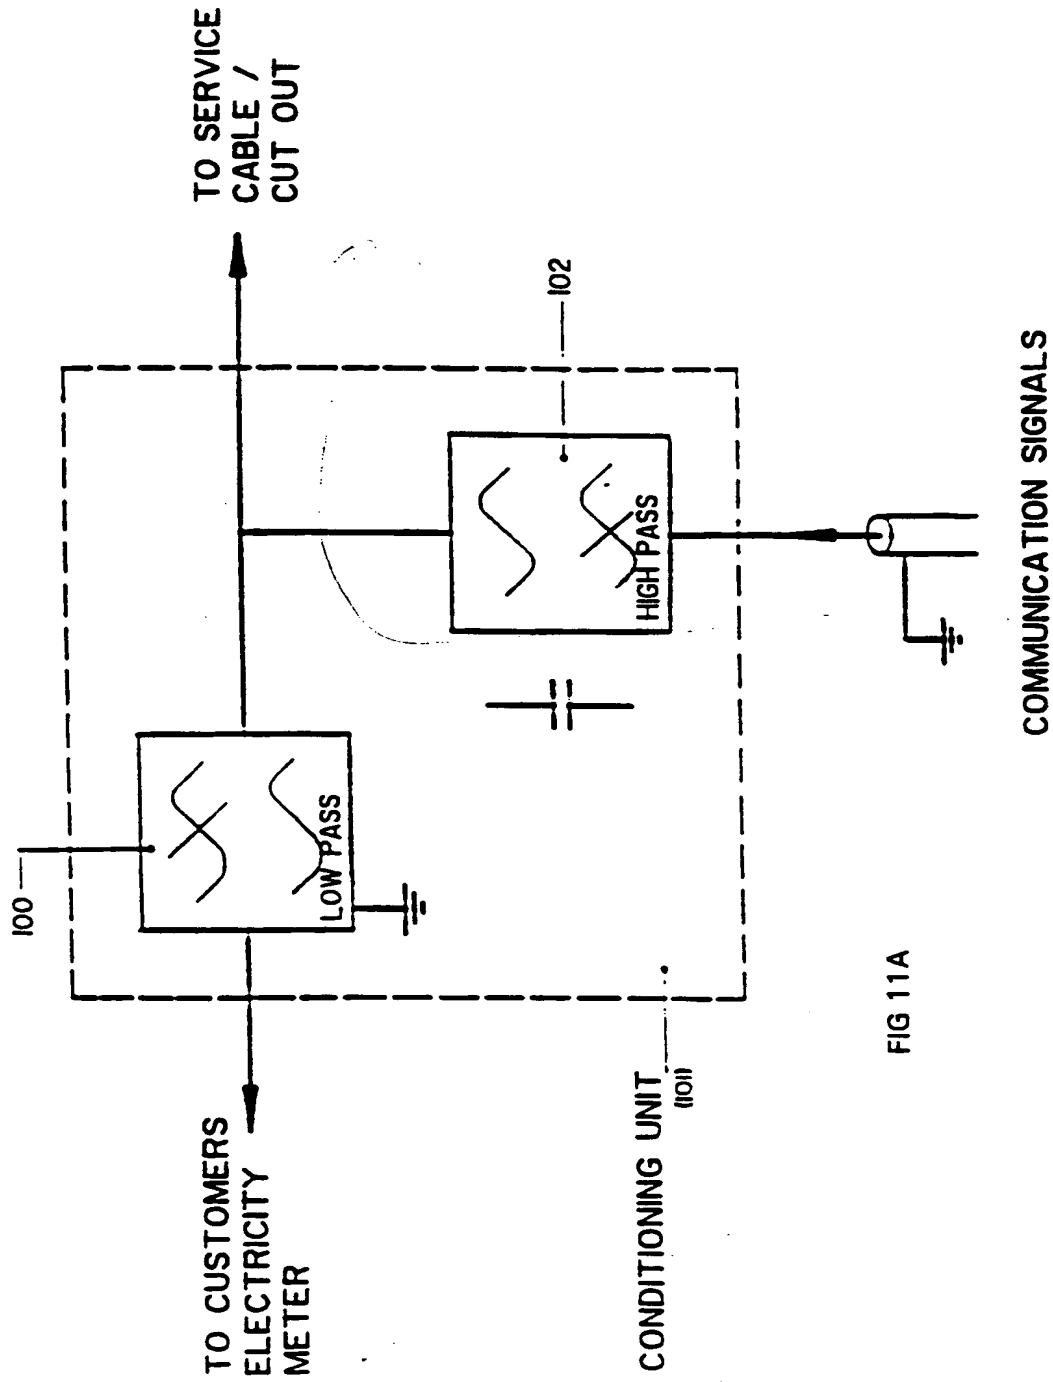 TO CUSTOMERS
ELECTRICITY
METER
100
LOW PASS
TO SERVICE
CABLE /
CUT OUT
102
HIGH PASS
CONDITIONING UNIT
(101)
COMMUNICATION SIGNALS
FIG 11A